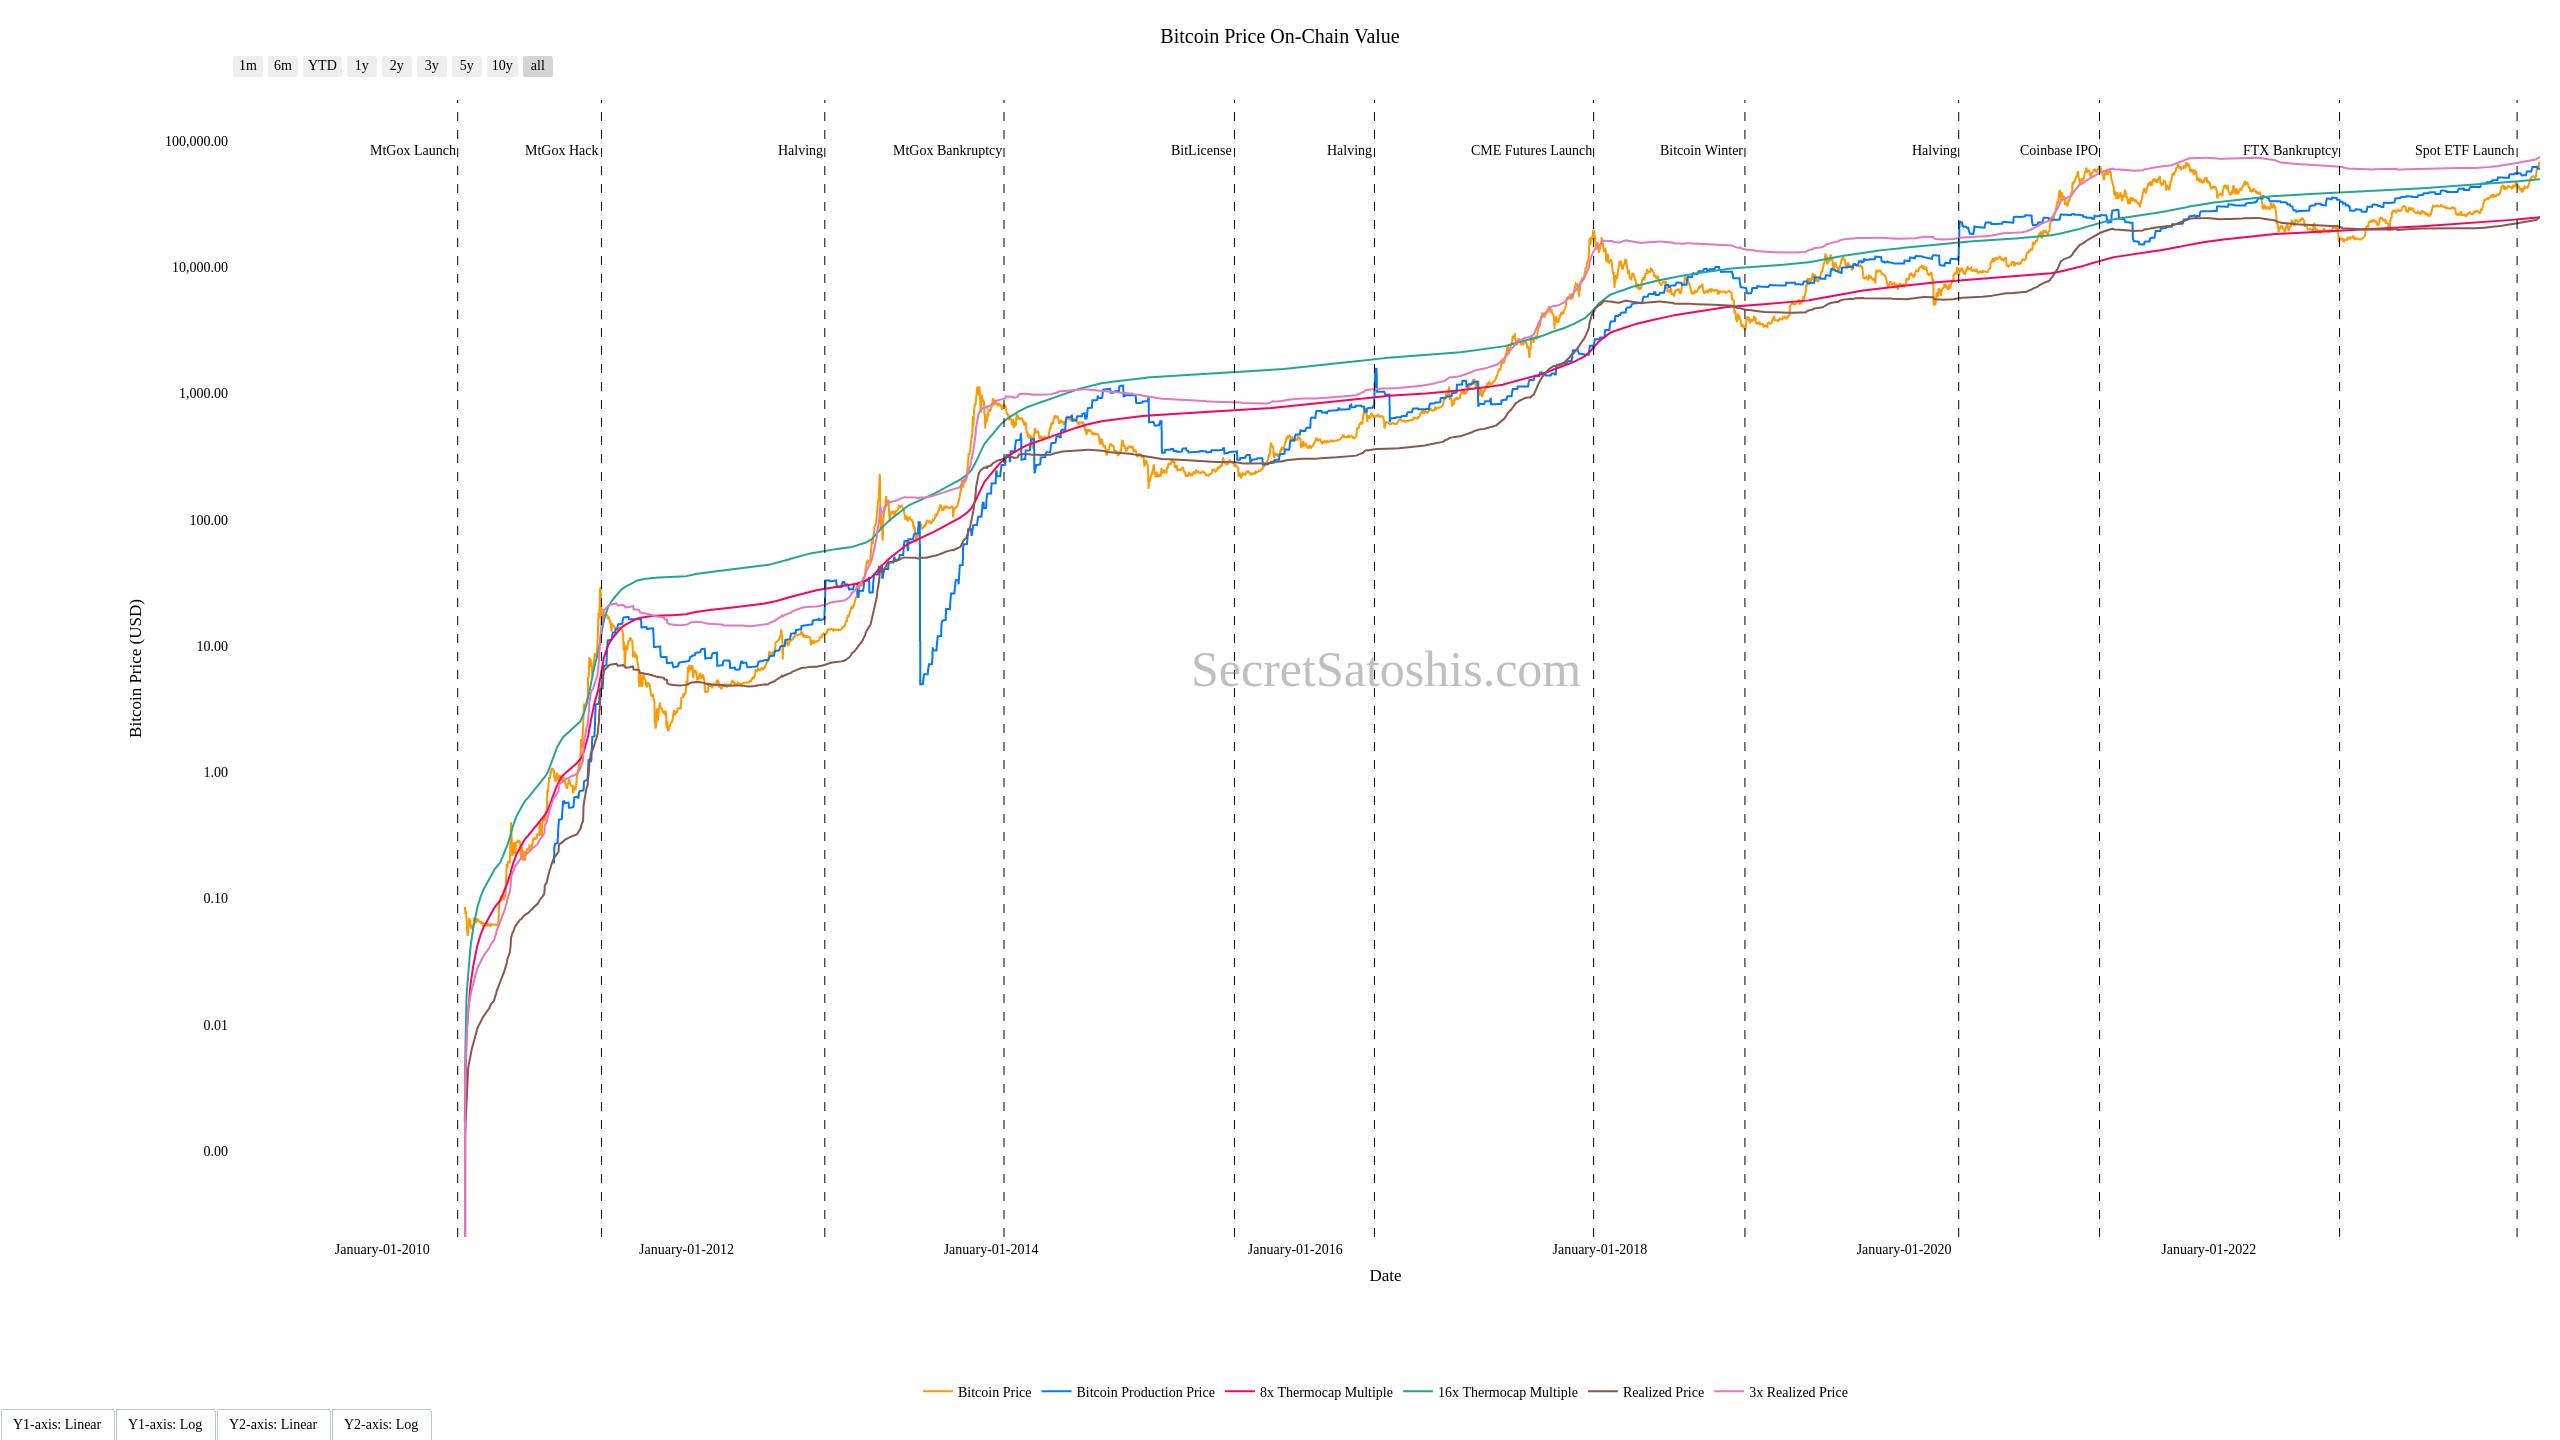 Bitcoin Price On-Chain Value
1m 6m YTD 1y 2y 3y 5y 10y all
100,000.00
10,000.00
1,000.00
100.00
10.00
1.00
0.10
0.01
0.00
Bitcoin Price (USD)
MtGox Launch MtGox Hack Halving MtGox Bankruptcy BitLicense Halving CME Futures Launch Bitcoin Winter Halving Coinbase IPO FTX Bankruptcy Spot ETF Launch
SecretSatoshis.com
January-01-2010 January-01-2012 January-01-2014 January-01-2016 January-01-2018 January-01-2020 January-01-2022
Date
Bitcoin Price Bitcoin Production Price 8x Thermocap Multiple 16x Thermocap Multiple Realized Price 3x Realized Price
Y1-axis: Linear Y1-axis: Log Y2-axis: Linear Y2-axis: Log